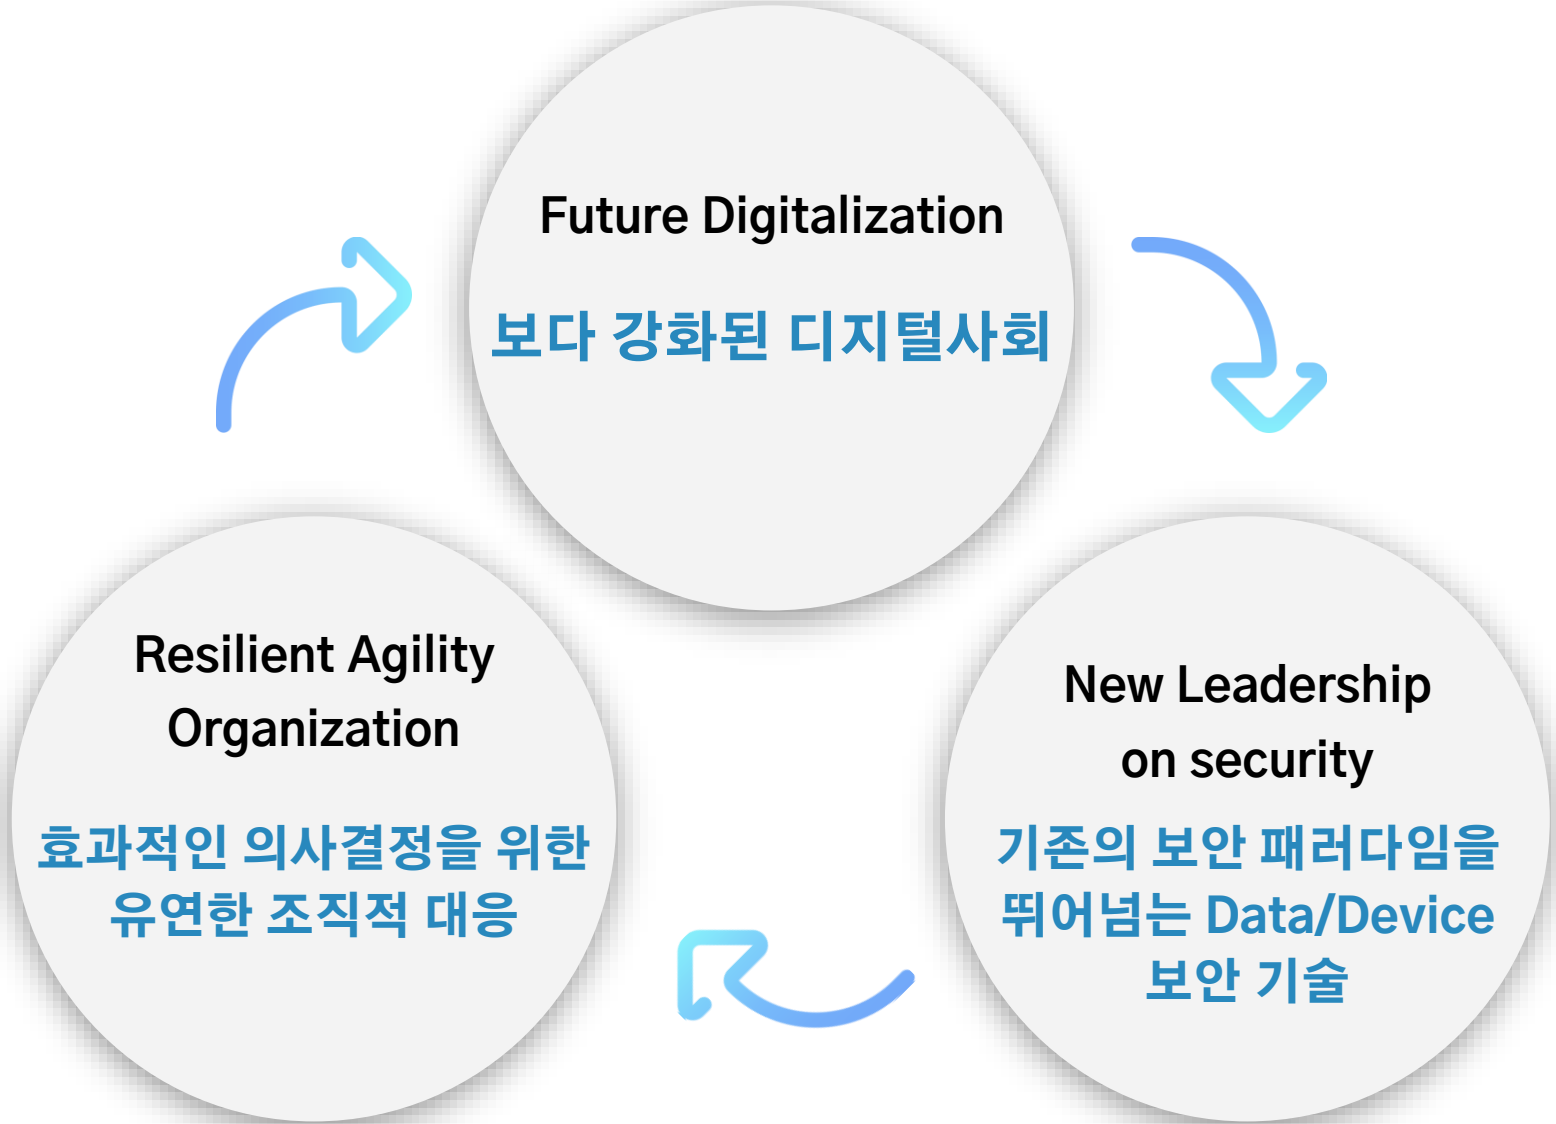 Future Digitalization
보다 강화된 디지털사회
Resilient Agility
Organization
효과적인 의사결정을 위한
유연한 조직적 대응
New Leadership
on security
기존의 보안 패러다임을
뛰어넘는 Data/Device
보안 기술